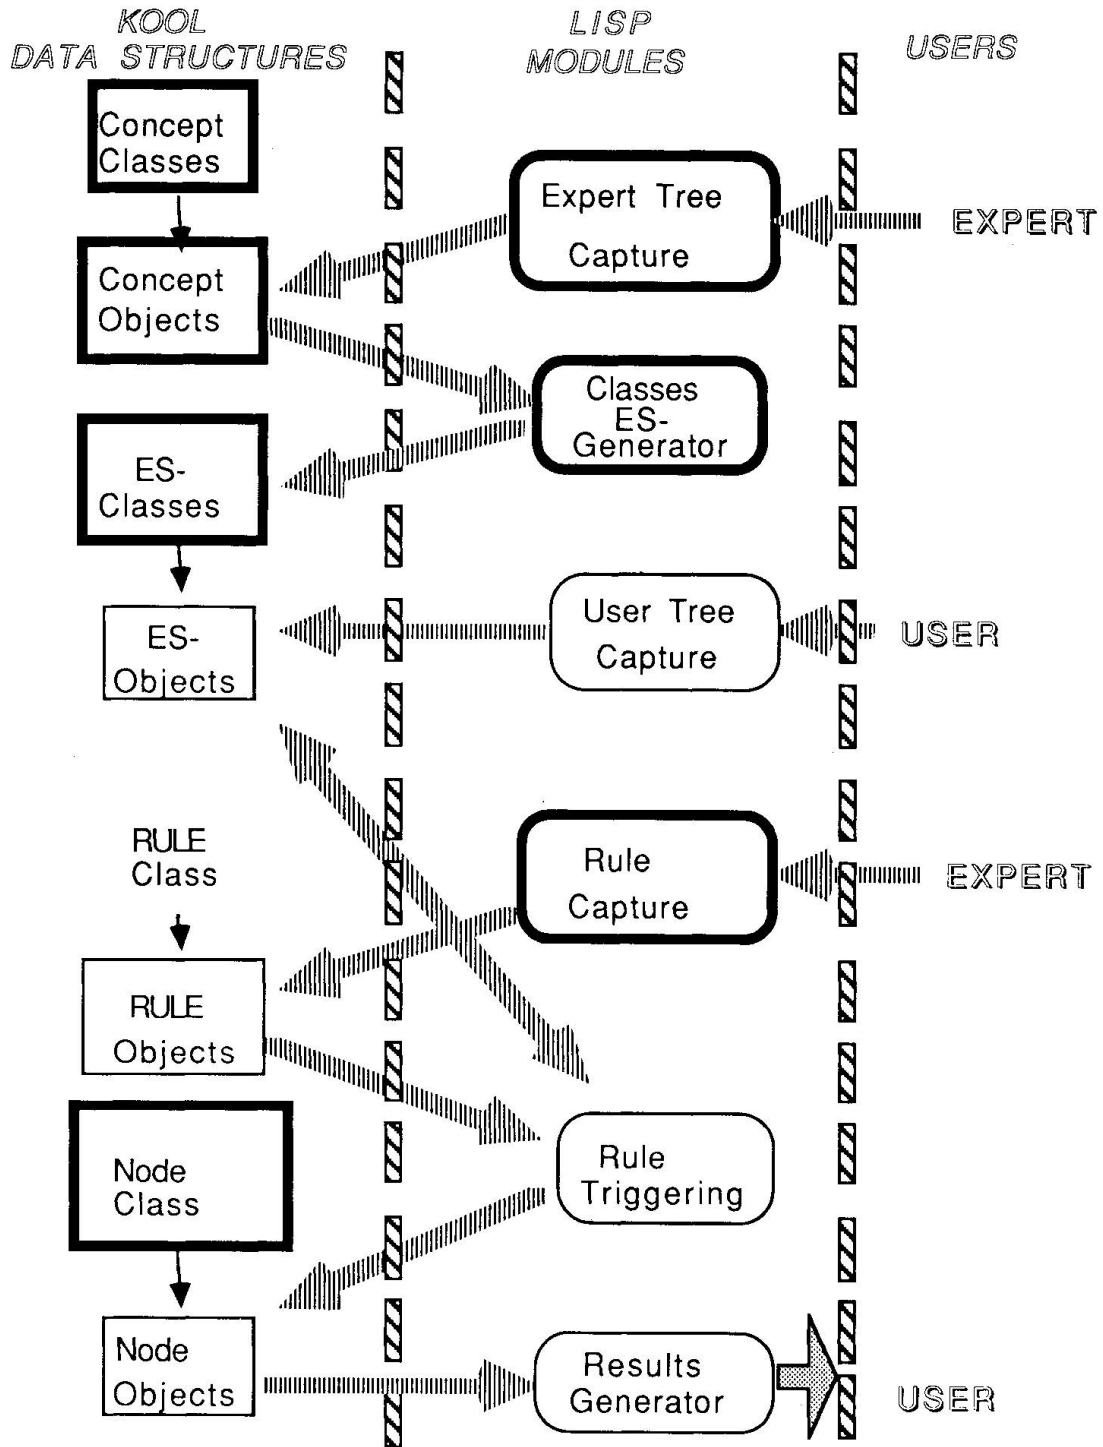 KOOL
DATA STRUCTURES
LISP
MODULES
USERS
Concept
Classes
Expert Tree
Capture
EXPERT
Concept
Objects
Classes
ES-
Generator
ES-
Classes
User Tree
Capture
USER
ES-
Objects
RULE
Class
Rule
Capture
EXPERT
RULE
Objects
Rule
Triggering
Node
Class
Node
Objects
Results
Generator
USER